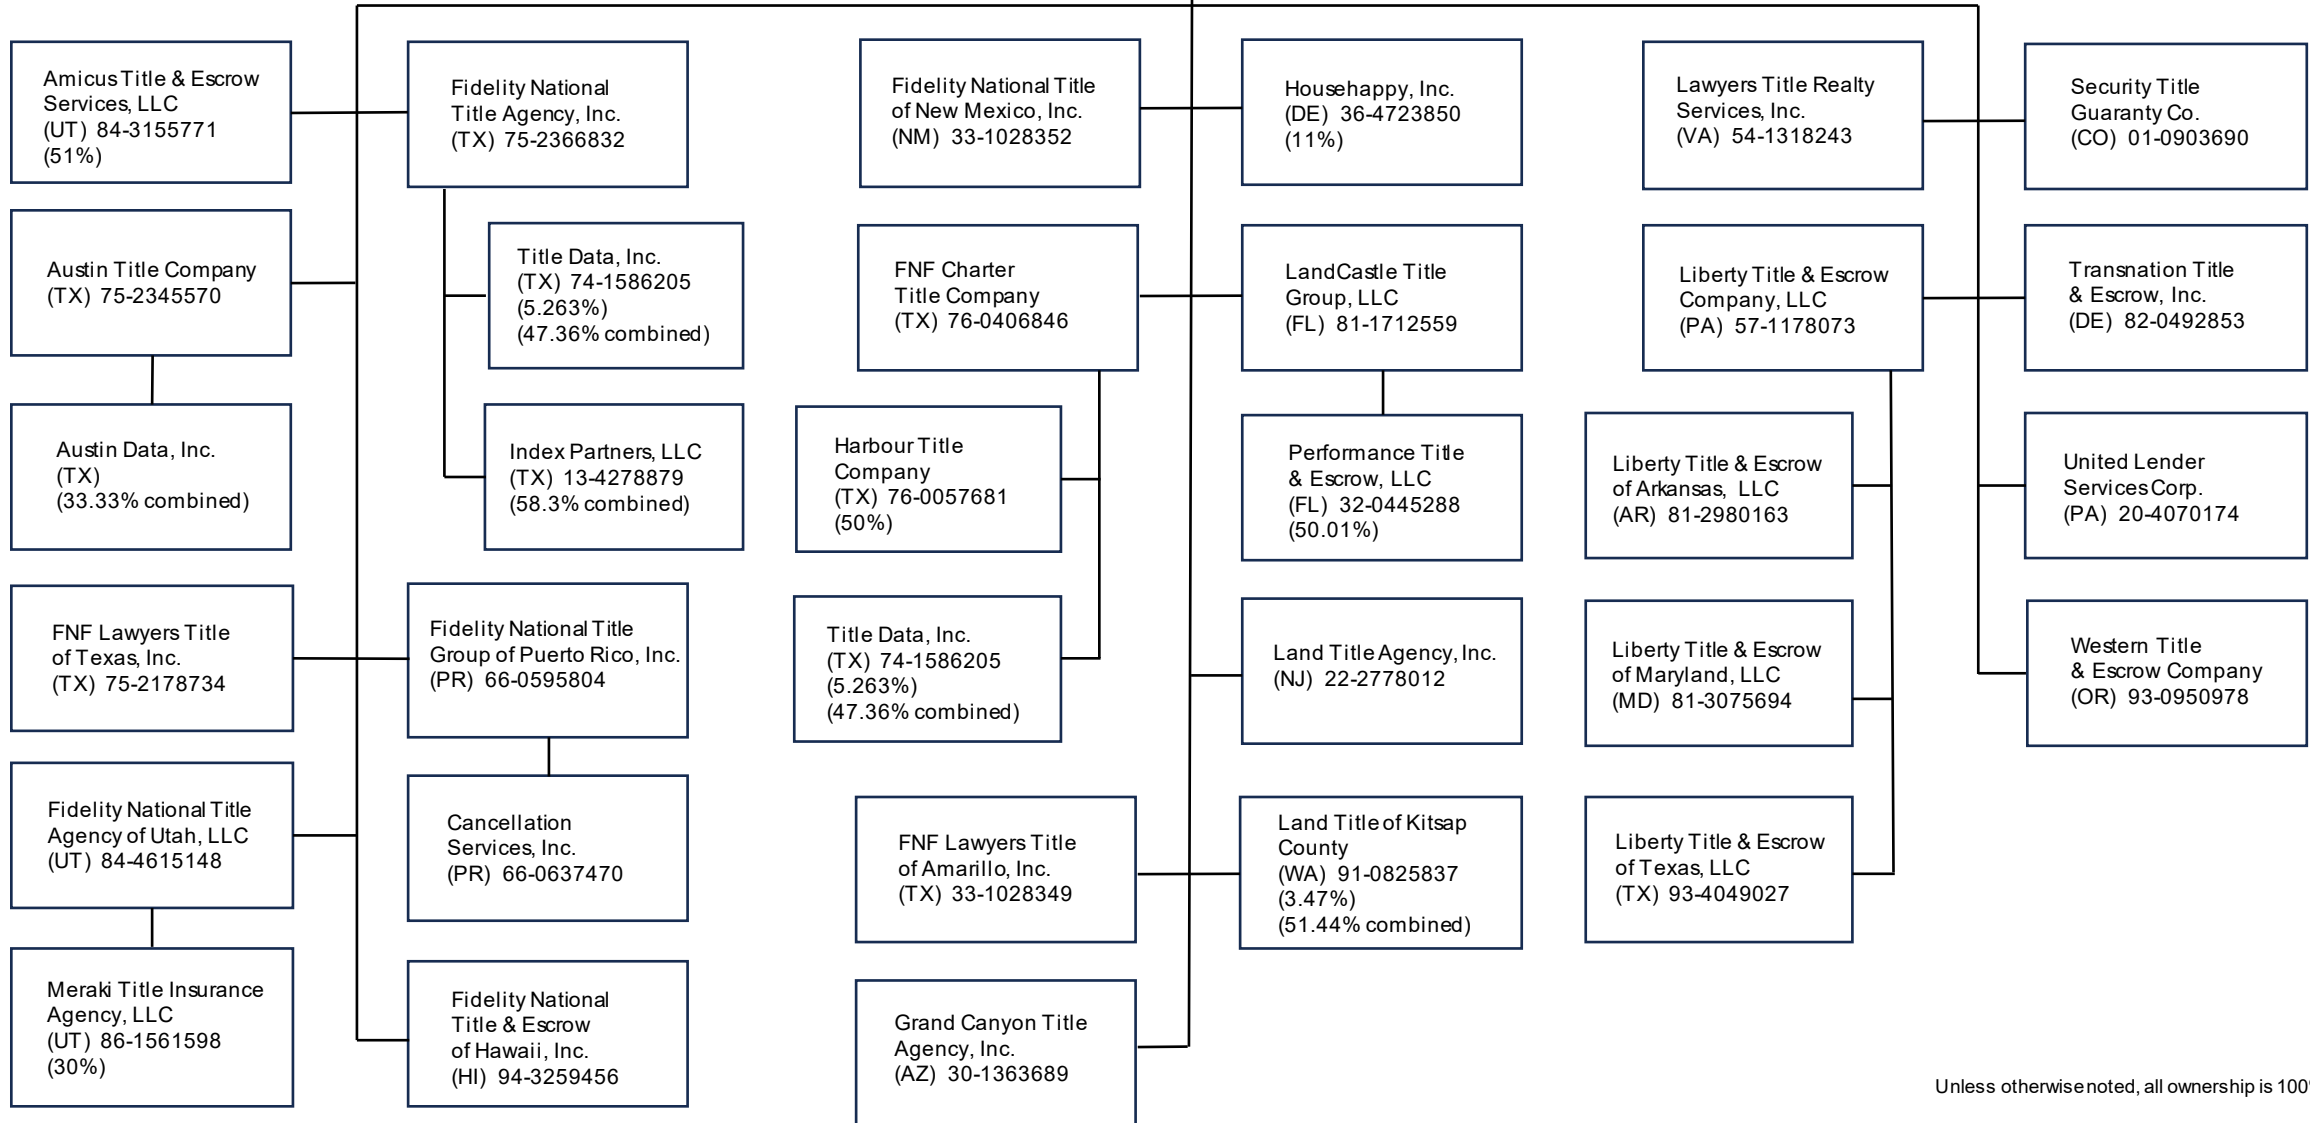 Amicus Title & Escrow
Services, LLC
(UT) 84-3155771
(51%)
Austin Title Company
(TX) 75-2345570
Austin Data, Inc.
(TX)
(33.33% combined)
FNF Lawyers Title
of Texas, Inc.
(TX) 75-2178734
Fidelity National Title
Agency of Utah, LLC
(UT) 84-4615148
Meraki Title Insurance
Agency, LLC
(UT) 86-1561598
(30%)
Fidelity National
Title Agency, Inc.
(TX) 75-2366832
Title Data, Inc.
(TX) 74-1586205
(5.263%)
(47.36% combined)
Index Partners, LLC
(TX) 13-4278879
(58.3% combined)
Fidelity National Title
Group of Puerto Rico, Inc.
(PR) 66-0595804
Cancellation
Services, Inc.
(PR) 66-0637470
Fidelity National
Title & Escrow
of Hawaii, Inc.
(HI) 94-3259456
Fidelity National Title
of New Mexico, Inc.
(NM) 33-1028352
FNF Charter
Title Company
(TX) 76-0406846
Harbour Title
Company
(TX) 76-0057681
(50%)
Title Data, Inc.
(TX) 74-1586205
(5.263%)
(47.36% combined)
FNF Lawyers Title
of Amarillo, Inc.
(TX) 33-1028349
Grand Canyon Title
Agency, Inc.
(AZ) 30-1363689
Househappy, Inc.
(DE) 36-4723850
(11%)
LandCastle Title
Group, LLC
(FL) 81-1712559
Performance Title
& Escrow, LLC
(FL) 32-0445288
(50.01%)
Land Title Agency, Inc.
(NJ) 22-2778012
Land Title of Kitsap
County
(WA) 91-0825837
(3.47%)
(51.44% combined)
Lawyers Title Realty
Services, Inc.
(VA) 54-1318243
Liberty Title & Escrow
Company, LLC
(PA) 57-1178073
Liberty Title & Escrow
of Arkansas, LLC
(AR) 81-2980163
Liberty Title & Escrow
of Maryland, LLC
(MD) 81-3075694
Liberty Title & Escrow
of Texas, LLC
(TX) 93-4049027
Security Title
Guaranty Co.
(CO) 01-0903690
Transnation Title
& Escrow, Inc.
(DE) 82-0492853
United Lender
Services Corp.
(PA) 20-4070174
Western Title
& Escrow Company
(OR) 93-0950978
Unless otherwise noted, all ownership is 100